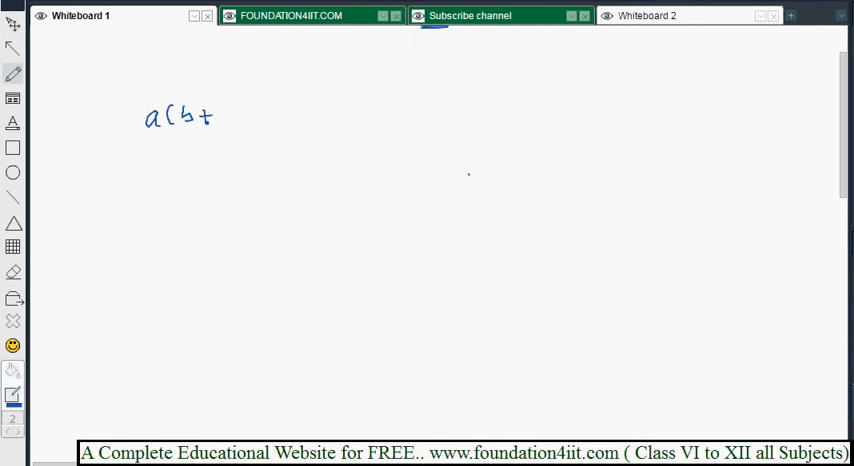 Whiteboard 1 FOUNDATION4IIT.COM Subscribe channel Whiteboard 2
a(b+
2
A Complete Educational Website for FREE.. www.foundation4iit.com ( Class VI to XII all Subjects)